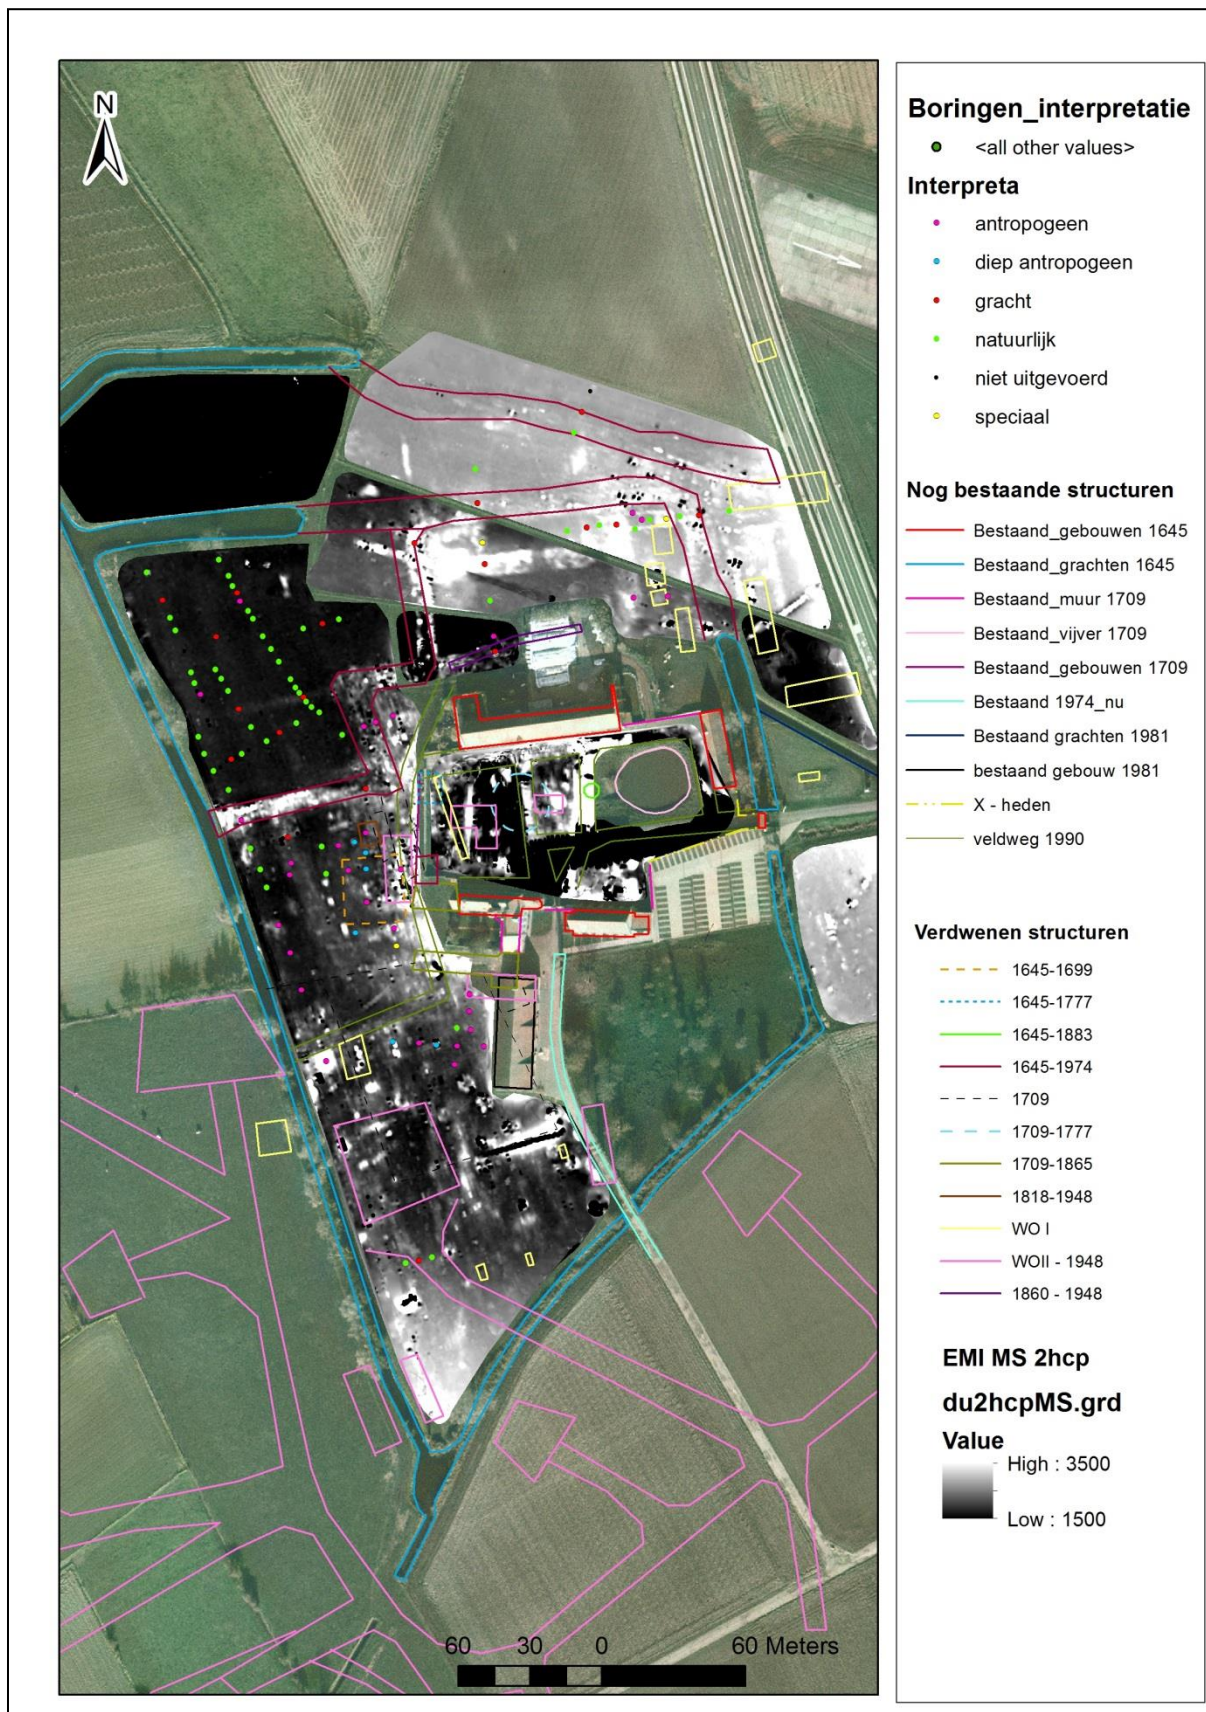 N
60 30 0 60 Meters
Boringen_interpretatie
<all other values>
Interpreta
antropogeen
diep antropogeen
gracht
natuurlijk
niet uitgevoerd
speciaal
Nog bestaande structuren
Bestaand_gebouwen 1645
Bestaand_grachten 1645
Bestaand_muur 1709
Bestaand_vijver 1709
Bestaand_gebouwen 1709
Bestaand 1974_nu
Bestaand grachten 1981
bestaand gebouw 1981
X - heden
veldweg 1990
Verdwenen structuren
1645-1699
1645-1777
1645-1883
1645-1974
1709
1709-1777
1709-1865
1818-1948
WO I
WOII - 1948
1860 - 1948
EMI MS 2hcp
du2hcpMS.grd
Value
High : 3500
Low : 1500